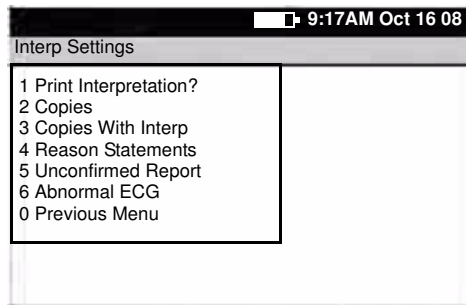 9:17AM Oct 16 08
Interp Settings
1 Print Interpretation?
2 Copies
3 Copies With Interp
4 Reason Statements
5 Unconfirmed Report
6 Abnormal ECG
0 Previous Menu